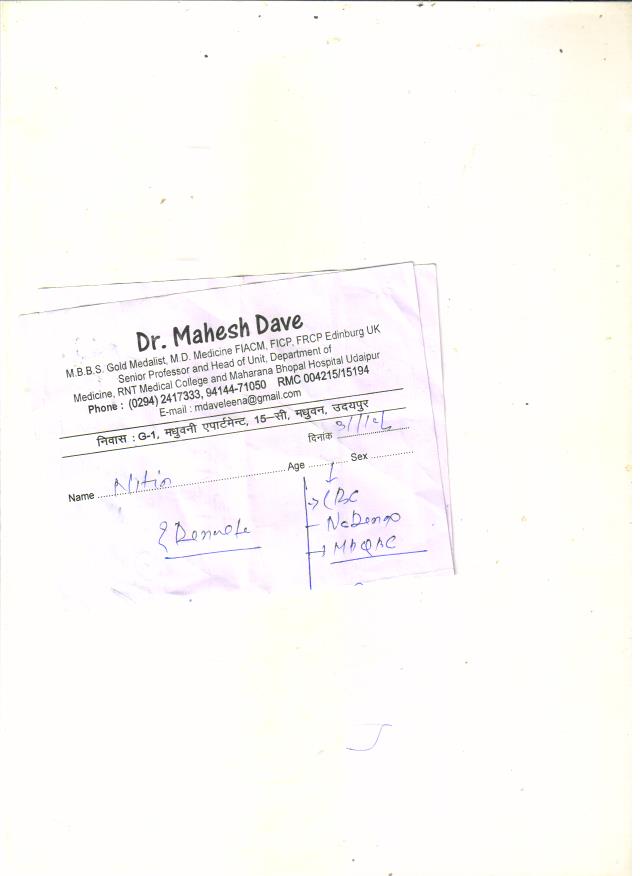 Dr. Mahesh Dave
M.B.B.S. Gold Medalist, M.D. Medicine FIACM, FICP, FRCP Edinburg UK
Senior Professor and Head of Unit, Department of
Medicine, RNT Medical College and Maharana Bhopal Hospital Udaipur
Phone : (0294) 2417333, 94144-71050 RMC 004215/15194
E-mail : mdaveleena@gmail.com
निवास : G-1, मधुवनी एपार्टमेन्ट, 15-सी, मधुवन, उदयपुर
दिनांक
Name Nitin Age Sex
CBC